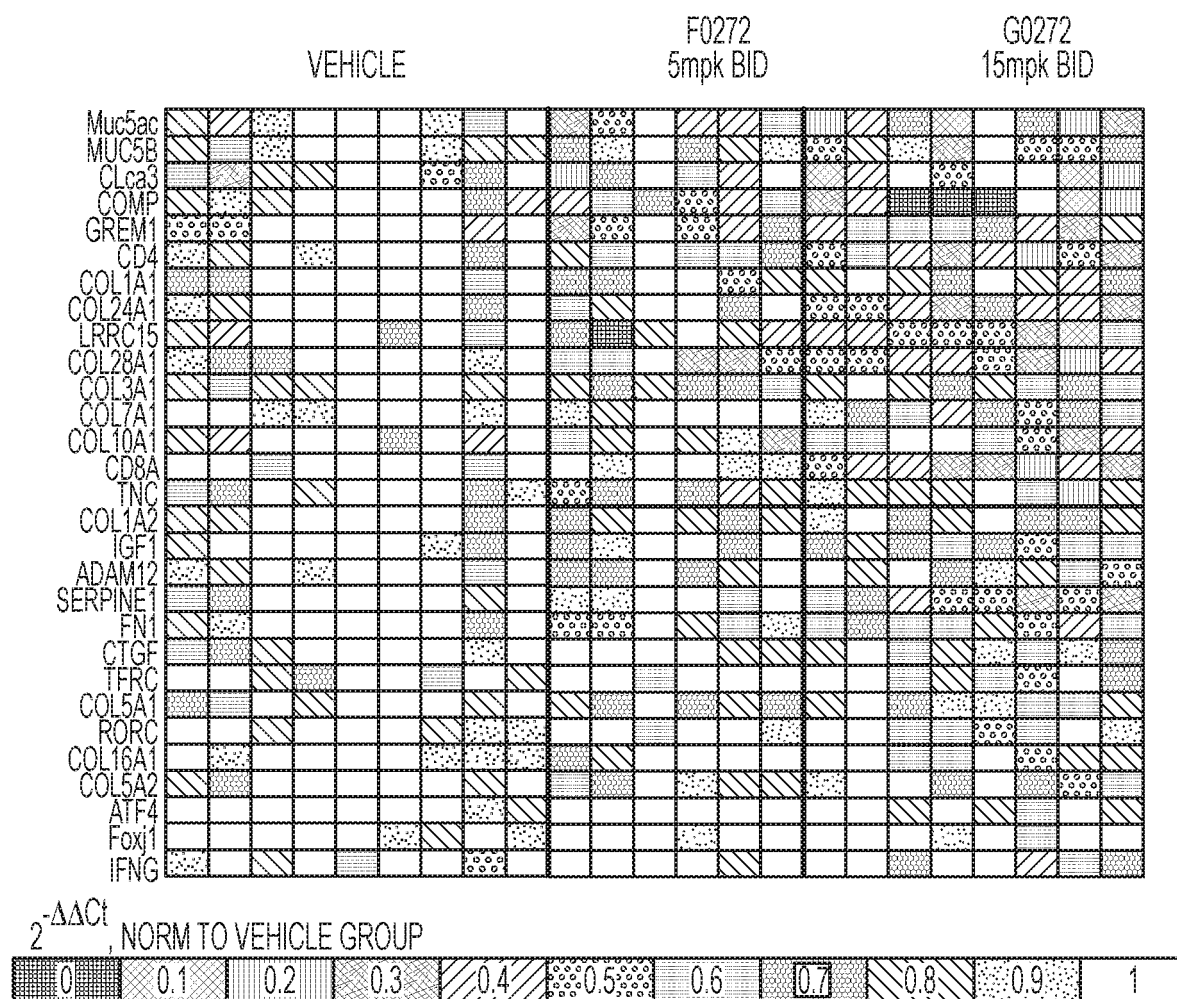 VEHICLE
F0272
5mpk BID
G0272
15mpk BID
Muc5ac
MUC5B
CLca3
COMP
GREM1
CD4
COL1A1
COL24A1
LRRC15
COL28A1
COL3A1
COL7A1
COL10A1
CD8A
TNC
COL1A2
IGF1
ADAM12
SERPINE1
FN1
CTGF
TFRC
COL5A1
RORC
COL16A1
COL5A2
ATF4
Foxj1
IFNG
2-ΔΔCt, NORM TO VEHICLE GROUP
0 0.1 0.2 0.3 0.4 0.5 0.6 0.7 0.8 0.9 1